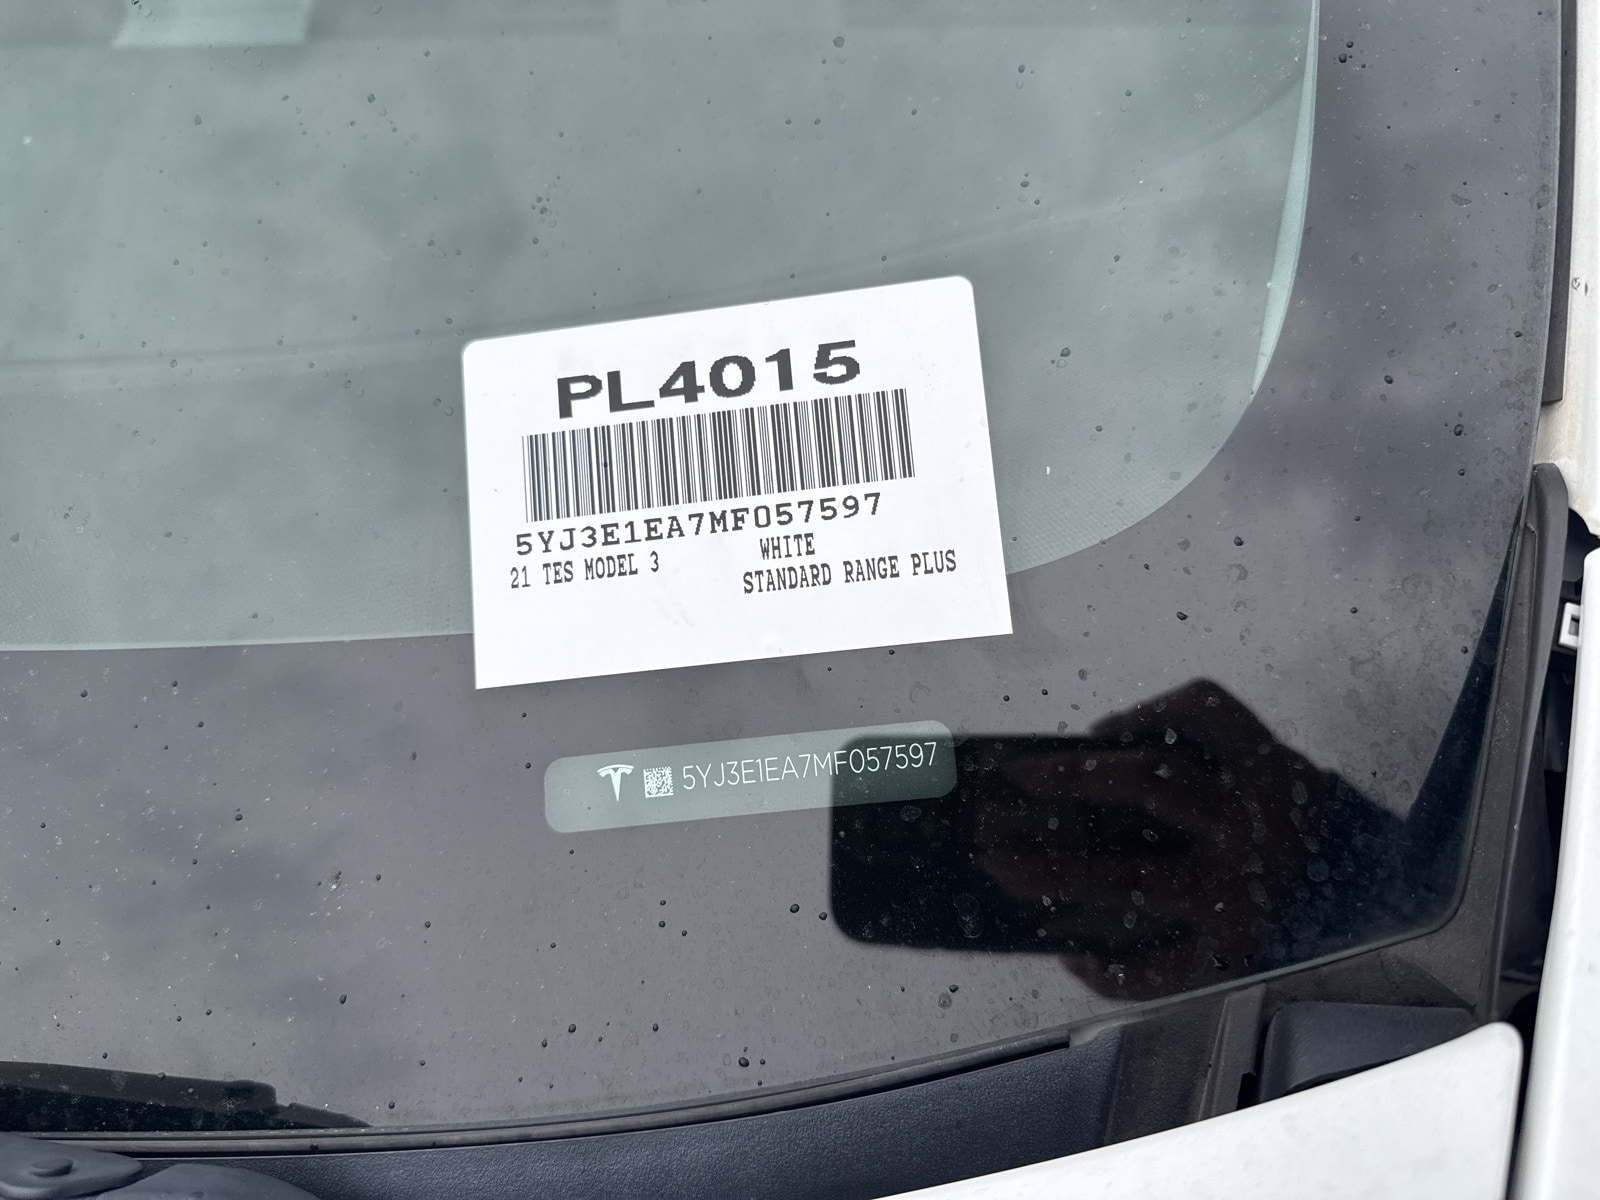 PL4015
5YJ3E1EA7MF057597
21 TES MODEL 3 WHITE
STANDARD RANGE PLUS
5YJ3E1EA7MF057597